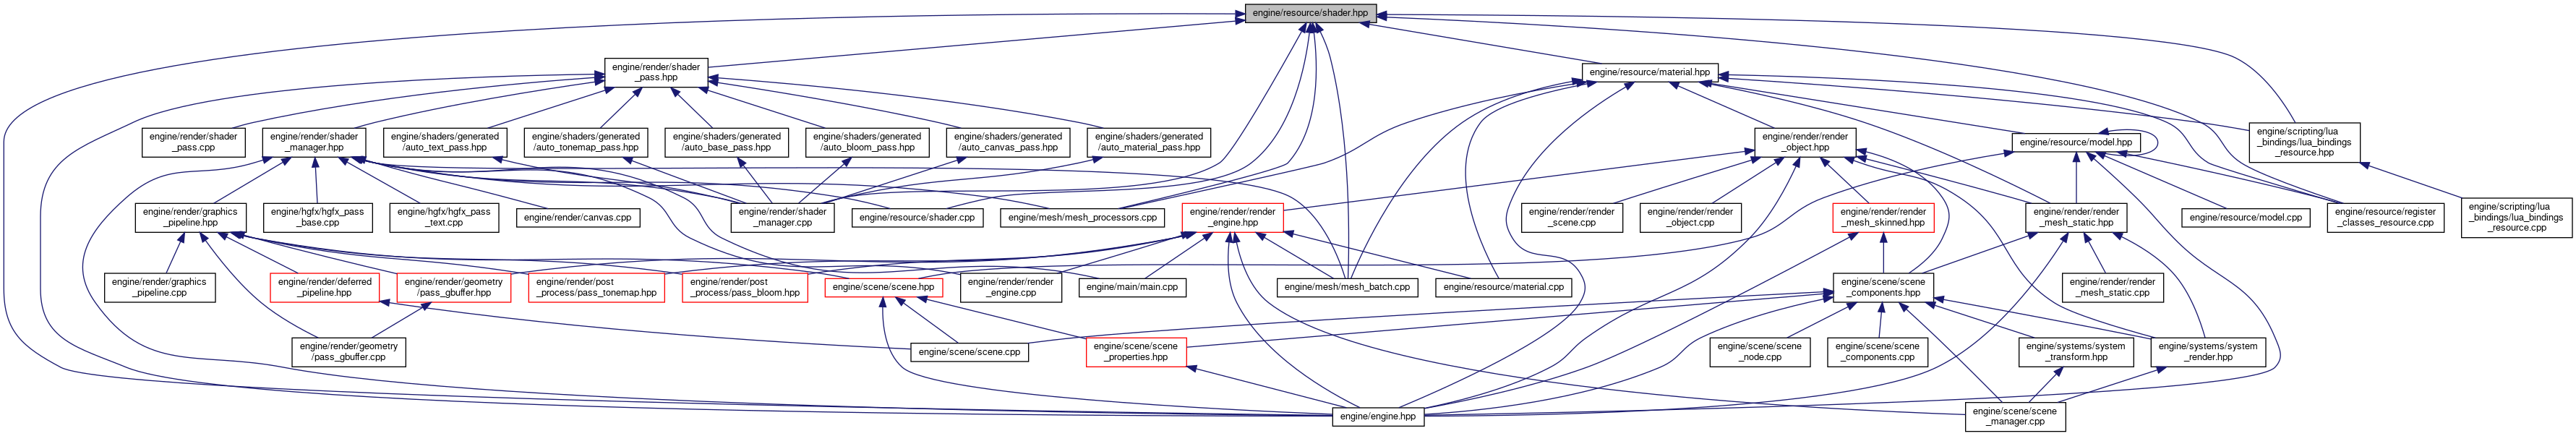 engine/resource/shader.hpp
engine/render/shader
_pass.hpp
engine/resource/material.hpp
engine/render/shader
_pass.cpp
engine/render/shader
_manager.hpp
engine/shaders/generated
/auto_text_pass.hpp
engine/shaders/generated
/auto_tonemap_pass.hpp
engine/shaders/generated
/auto_base_pass.hpp
engine/shaders/generated
/auto_bloom_pass.hpp
engine/shaders/generated
/auto_canvas_pass.hpp
engine/shaders/generated
/auto_material_pass.hpp
engine/render/render
_object.hpp
engine/resource/model.hpp
engine/scripting/lua
_bindings/lua_bindings
_resource.hpp
engine/render/graphics
_pipeline.hpp
engine/hgfx/hgfx_pass
_base.cpp
engine/hgfx/hgfx_pass
_text.cpp
engine/render/canvas.cpp
engine/render/shader
_manager.cpp
engine/resource/shader.cpp
engine/mesh/mesh_processors.cpp
engine/render/render
_engine.hpp
engine/render/render
_scene.cpp
engine/render/render
_object.cpp
engine/render/render
_mesh_skinned.hpp
engine/render/render
_mesh_static.hpp
engine/resource/model.cpp
engine/resource/register
_classes_resource.cpp
engine/scripting/lua
_bindings/lua_bindings
_resource.cpp
engine/render/graphics
_pipeline.cpp
engine/render/deferred
_pipeline.hpp
engine/render/geometry
/pass_gbuffer.hpp
engine/render/post
_process/pass_tonemap.hpp
engine/render/post
_process/pass_bloom.hpp
engine/scene/scene.hpp
engine/render/render
_engine.cpp
engine/main/main.cpp
engine/mesh/mesh_batch.cpp
engine/resource/material.cpp
engine/scene/scene
_components.hpp
engine/render/render
_mesh_static.cpp
engine/render/geometry
/pass_gbuffer.cpp
engine/scene/scene.cpp
engine/scene/scene
_properties.hpp
engine/scene/scene
_node.cpp
engine/scene/scene
_components.cpp
engine/systems/system
_transform.hpp
engine/systems/system
_render.hpp
engine/engine.hpp
engine/scene/scene
_manager.cpp